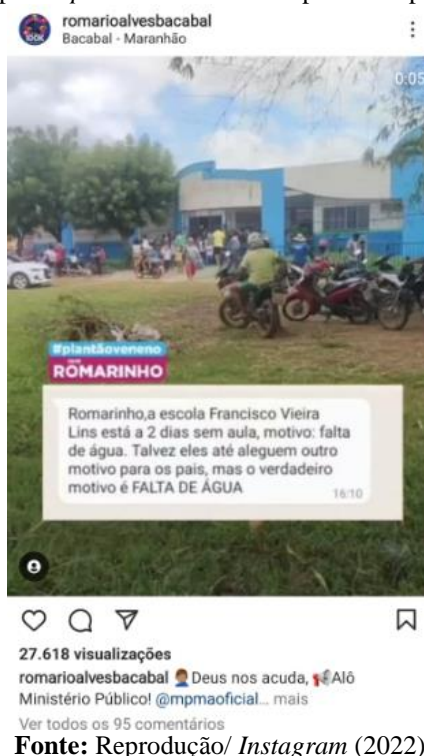 romarioalvesbacabal
Bacabal - Maranhão
0:05
#plantãoveneno
ROMARINHO
Romarinho,a escola Francisco Vieira
Lins está a 2 dias sem aula, motivo: falta
de água. Talvez eles até aleguem outro
motivo para os pais, mas o verdadeiro
motivo é FALTA DE ÁGUA
16:10
27.618 visualizações
romarioalvesbacabal 🤦🏽‍♂️Deus nos acuda, 📢Alô
Ministério Público! @mpmaoficial... mais
Ver todos os 95 comentários
Fonte: Reprodução/ Instagram (2022)